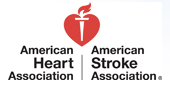 American
Heart
Association
American
Stroke
Association®